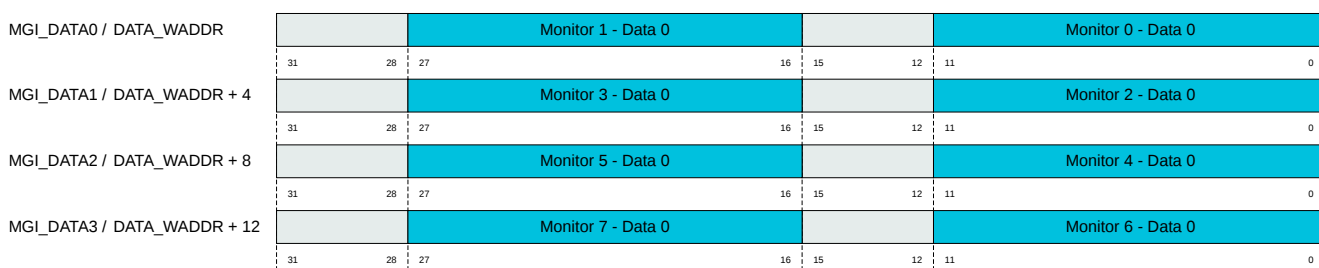 MGI_DATA0 / DATA_WADDR Monitor 1 - Data 0 Monitor 0 - Data 0
31 28 27 16 15 12 11 0
MGI_DATA1 / DATA_WADDR + 4 Monitor 3 - Data 0 Monitor 2 - Data 0
31 28 27 16 15 12 11 0
MGI_DATA2 / DATA_WADDR + 8 Monitor 5 - Data 0 Monitor 4 - Data 0
31 28 27 16 15 12 11 0
MGI_DATA3 / DATA_WADDR + 12 Monitor 7 - Data 0 Monitor 6 - Data 0
31 28 27 16 15 12 11 0